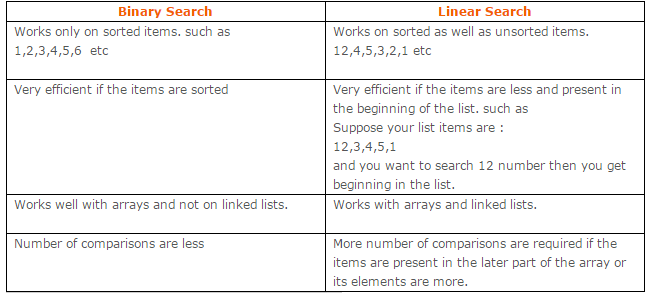 Binary Search
Linear Search
Works only on sorted items. such as
1,2,3,4,5,6 etc
Works on sorted as well as unsorted items.
12,4,5,3,2,1 etc
Very efficient if the items are sorted
Very efficient if the items are less and present in
the beginning of the list. such as
Suppose your list items are :
12,3,4,5,1
and you want to search 12 number then you get
beginning in the list.
Works well with arrays and not on linked lists.
Works with arrays and linked lists.
Number of comparisons are less
More number of comparisons are required if the
items are present in the later part of the array or
its elements are more.